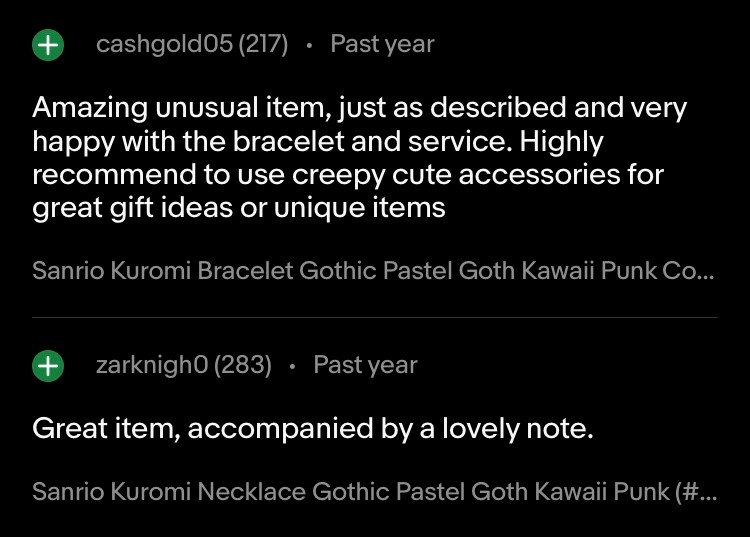 cashgold05 (217) • Past year
Amazing unusual item, just as described and very
happy with the bracelet and service. Highly
recommend to use creepy cute accessories for
great gift ideas or unique items
Sanrio Kuromi Bracelet Gothic Pastel Goth Kawaii Punk Co...
zarknigh0 (283) • Past year
Great item, accompanied by a lovely note.
Sanrio Kuromi Necklace Gothic Pastel Goth Kawaii Punk (#...